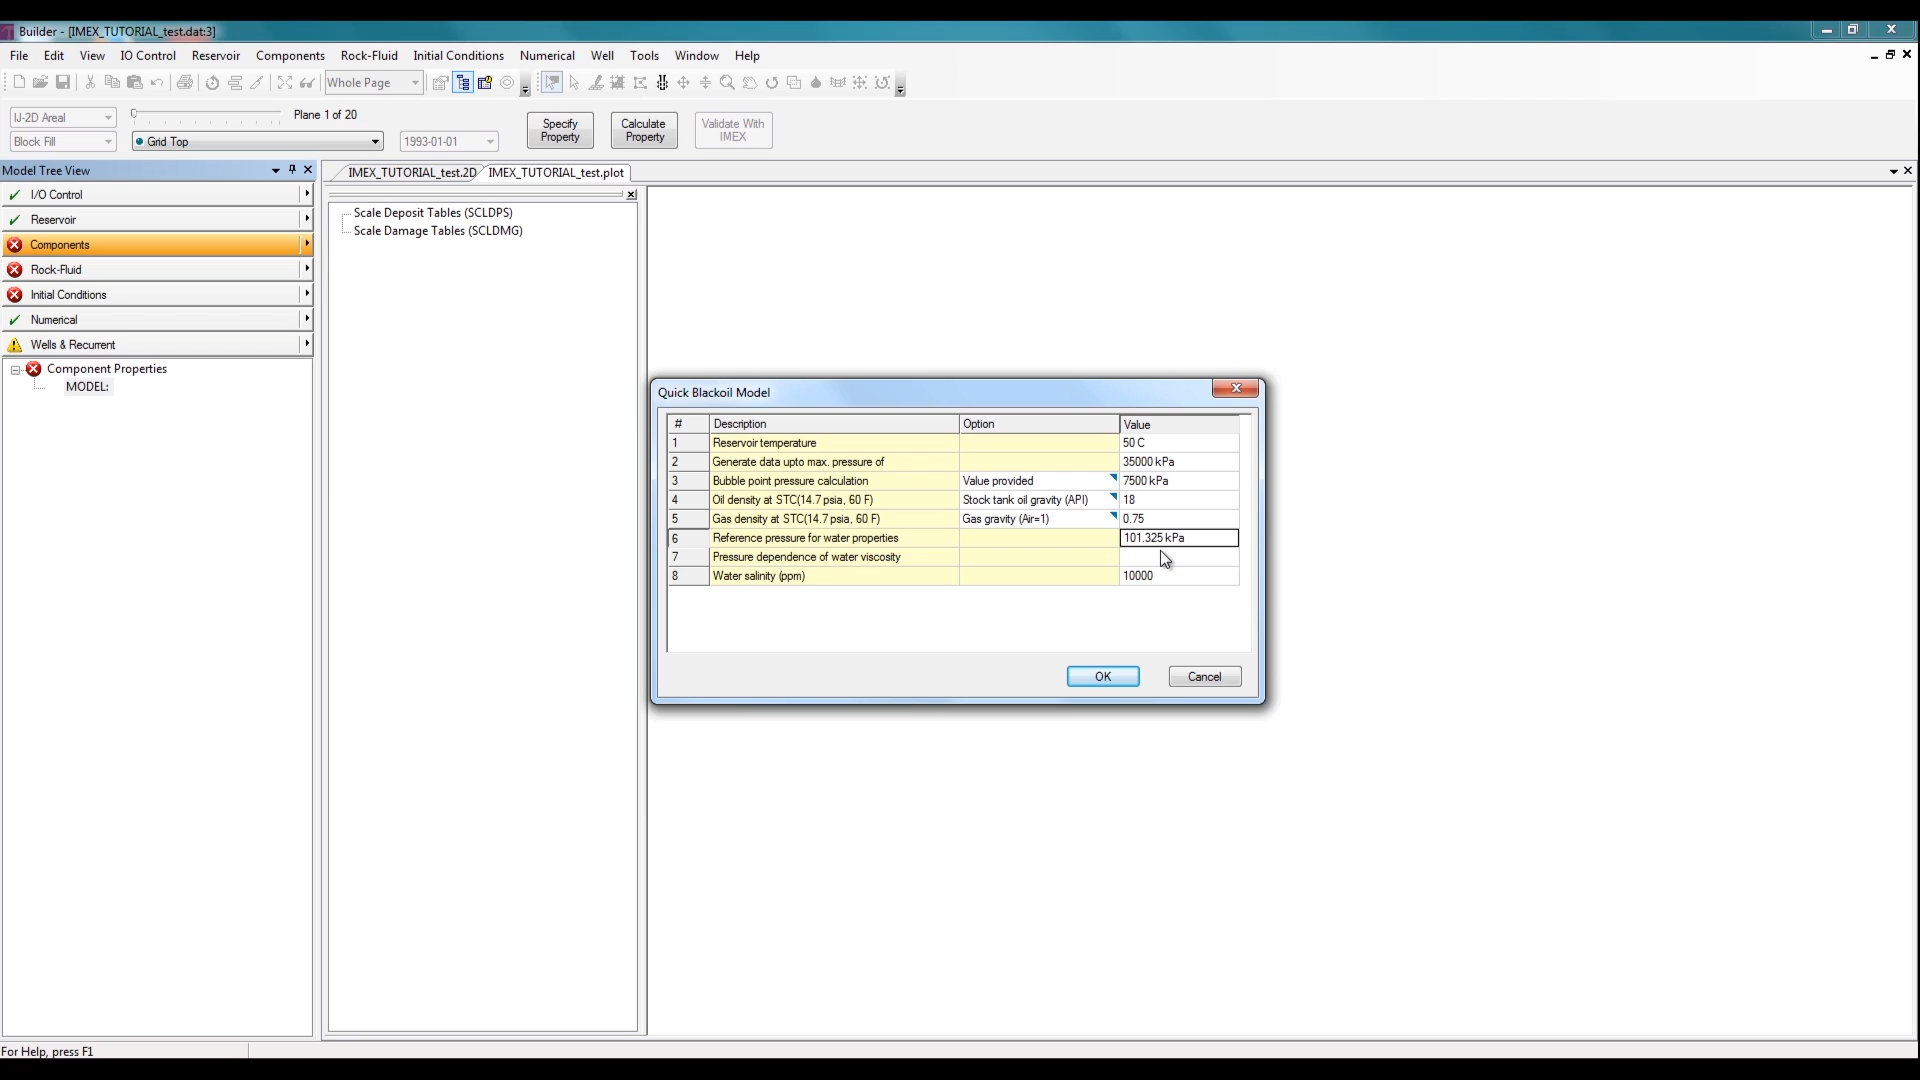 Builder - [IMEX_TUTORIAL_test.dat:3]
File Edit View IO Control Reservoir Components Rock-Fluid Initial Conditions Numerical Well Tools Window Help
Whole Page
IJ-2D Areal
Plane 1 of 20
Block Fill
Grid Top
1993-01-01
Specify Property
Calculate Property
Validate With IMEX
Model Tree View
IMEX_TUTORIAL_test.2D
IMEX_TUTORIAL_test.plot
I/O Control
Reservoir
Components
Rock-Fluid
Initial Conditions
Numerical
Wells & Recurrent
Component Properties
MODEL:
Scale Deposit Tables (SCLDPS)
Scale Damage Tables (SCLDMG)
Quick Blackoil Model
# Description Option Value
1 Reservoir temperature 50 C
2 Generate data upto max. pressure of 35000 kPa
3 Bubble point pressure calculation Value provided 7500 kPa
4 Oil density at STC(14.7 psia, 60 F) Stock tank oil gravity (API) 18
5 Gas density at STC(14.7 psia, 60 F) Gas gravity (Air=1) 0.75
6 Reference pressure for water properties 101.325 kPa
7 Pressure dependence of water viscosity
8 Water salinity (ppm) 10000
OK
Cancel
For Help, press F1